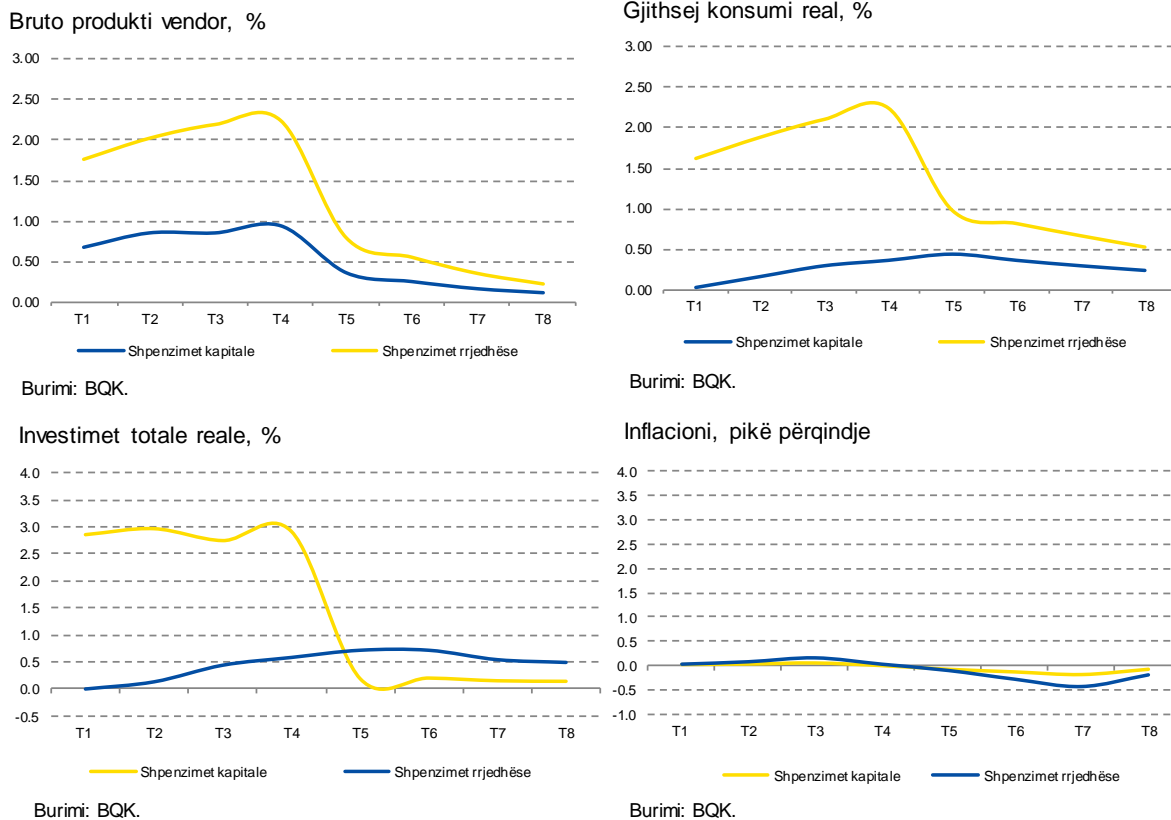 Bruto produkti vendor, %
3.00
2.50
2.00
1.50
1.00
0.50
0.00
T1 T2 T3 T4 T5 T6 T7 T8
Shpenzimet kapitale Shpenzimet rrjedhëse
Burimi: BQK.
Gjithsej konsumi real, %
3.00
2.50
2.00
1.50
1.00
0.50
0.00
T1 T2 T3 T4 T5 T6 T7 T8
Shpenzimet kapitale Shpenzimet rrjedhëse
Burimi: BQK.
Investimet totale reale, %
4.0
3.5
3.0
2.5
2.0
1.5
1.0
0.5
0.0
-0.5
T1 T2 T3 T4 T5 T6 T7 T8
Shpenzimet kapitale Shpenzimet rrjedhëse
Burimi: BQK.
Inflacioni, pikë përqindje
4.0
3.5
3.0
2.5
2.0
1.5
1.0
0.5
0.0
-0.5
-1.0
T1 T2 T3 T4 T5 T6 T7 T8
Shpenzimet kapitale Shpenzimet rrjedhëse
Burimi: BQK.